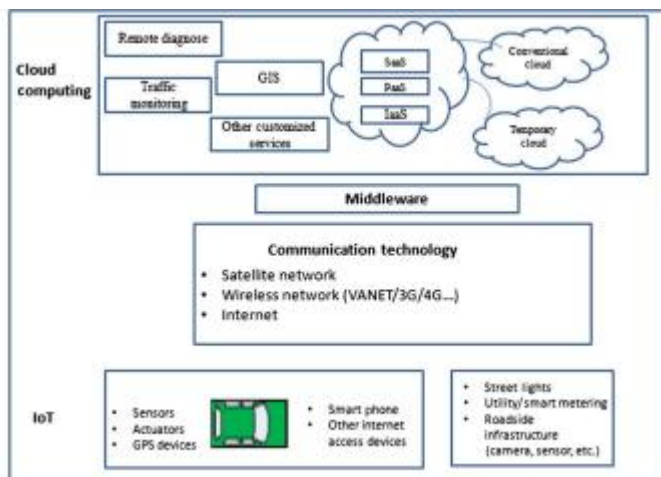 Remote diagnose
Cloud
computing
Traffic
monitoring
GIS
Other customized
services
SaaS
PaaS
IaaS
Conventional
cloud
Temporary
cloud
Middleware
Communication technology
• Satellite network
• Wireless network (VANET/3G/4G...)
• Internet
IoT
• Sensors
• Actuators
• GPS devices
• Smart phone
• Other internet
access devices
• Street lights
• Utility/smart metering
• Roadside
infrastructure
(camera, sensor, etc.)